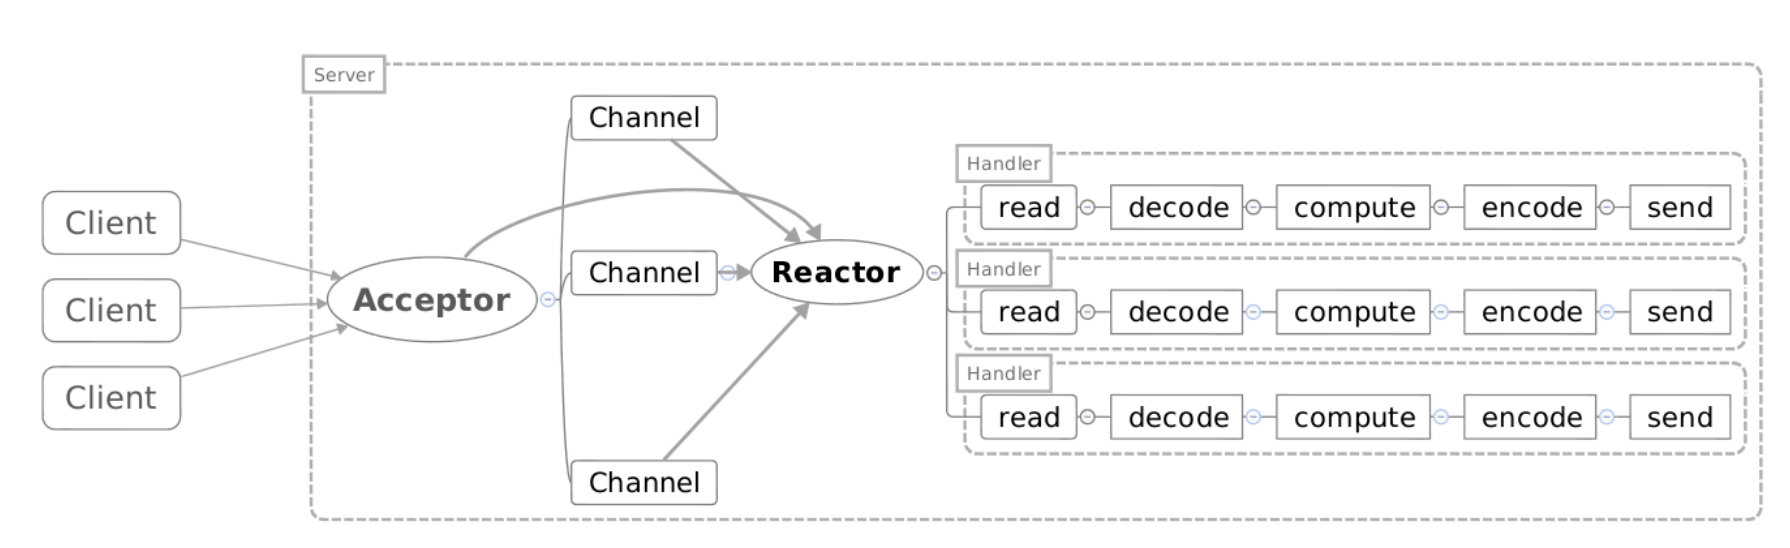 Server
Client
Client
Client
Acceptor
Channel
Channel
Channel
Reactor
Handler
read decode compute encode send
Handler
read decode compute encode send
Handler
read decode compute encode send